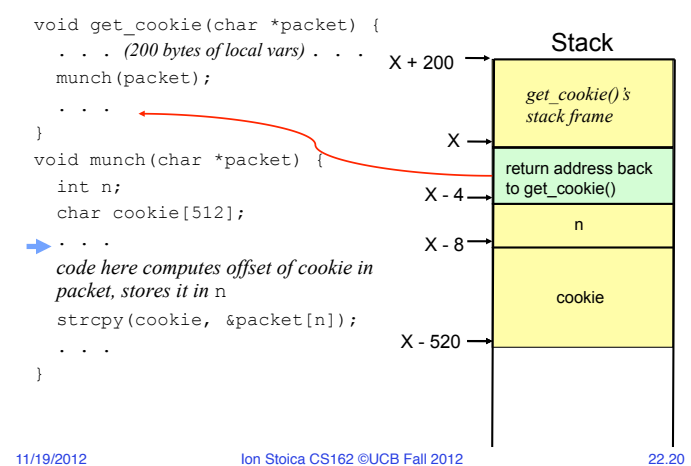 void get_cookie(char *packet) {
. . . (200 bytes of local vars) . . .
munch(packet);
. . .
}
void munch(char *packet) {
int n;
char cookie[512];
. . .
code here computes offset of cookie in
packet, stores it in n
strcpy(cookie, &packet[n]);
. . .
}
Stack
X + 200
get_cookie()'s
stack frame
X
return address back
to get_cookie()
X - 4
n
X - 8
cookie
X - 520
11/19/2012 Ion Stoica CS162 ©UCB Fall 2012 22.20